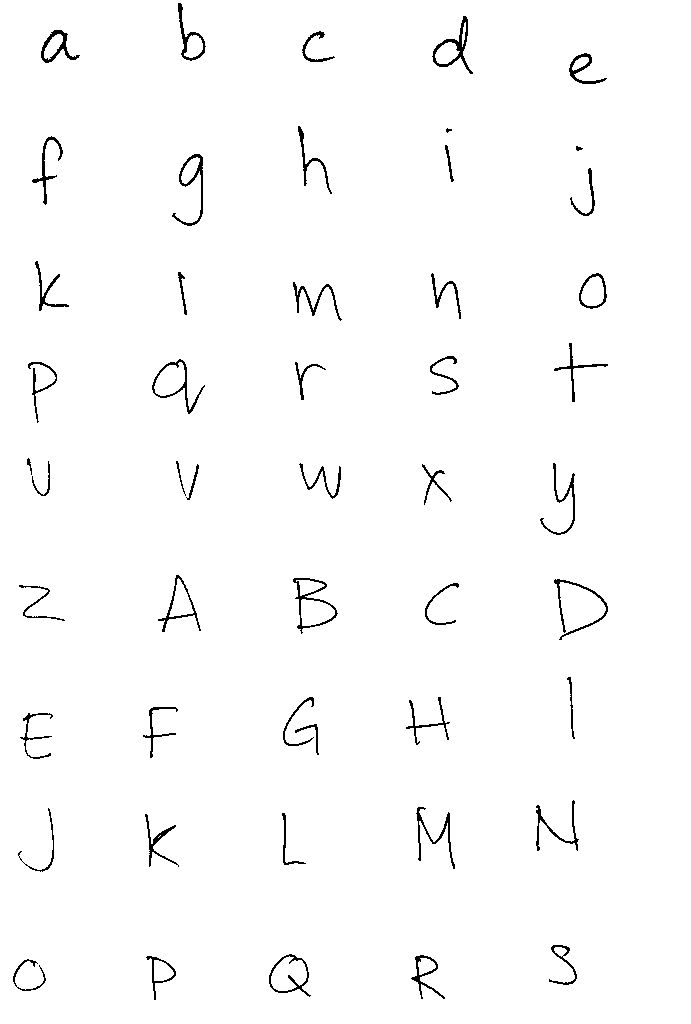 a b c d e
f g h i j
k l m n o
p q r s t
u v w x y
z A B C D
E F G H I
J K L M N
O P Q R S